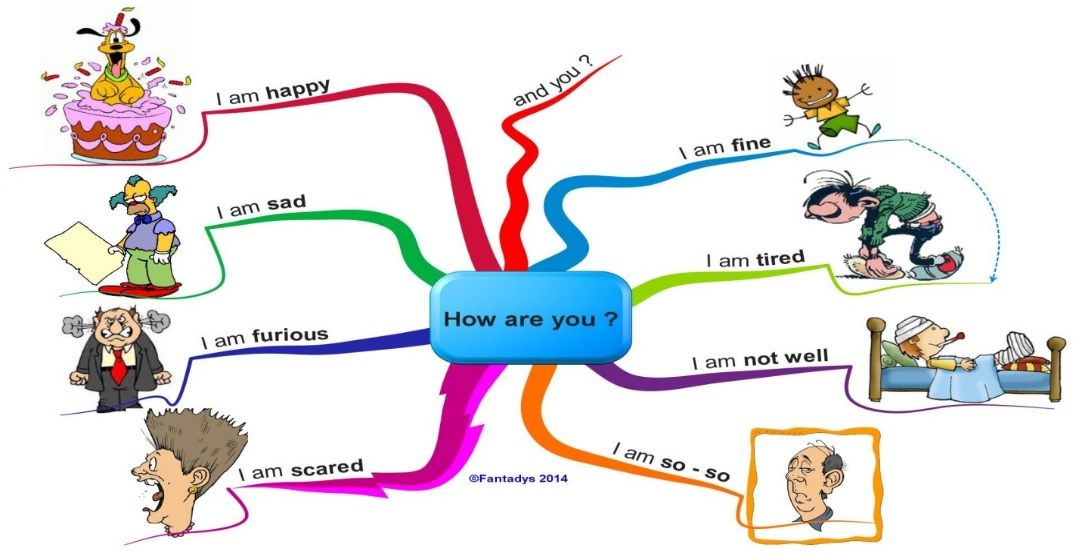 How are you ?
and you ?
I am fine
I am tired
I am not well
I am so - so
I am scared
I am furious
I am sad
I am happy
©Fantadys 2014